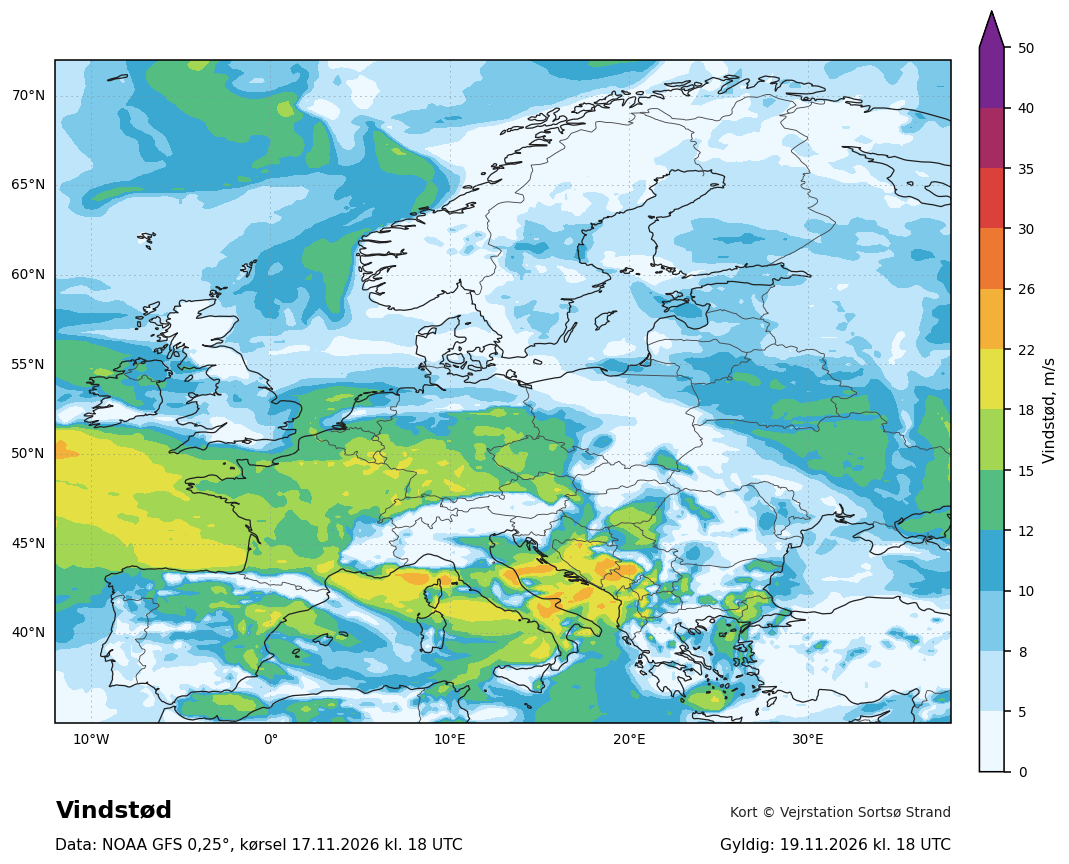 50
40
35
30
26
22
18
15
12
10
8
5
0
Vindstød, m/s
70°N
65°N
60°N
55°N
50°N
45°N
40°N
10°W
0°
10°E
20°E
30°E
Vindstød
Kort © Vejrstation Sortsø Strand
Data: NOAA GFS 0,25°, kørsel 17.11.2026 kl. 18 UTC
Gyldig: 19.11.2026 kl. 18 UTC